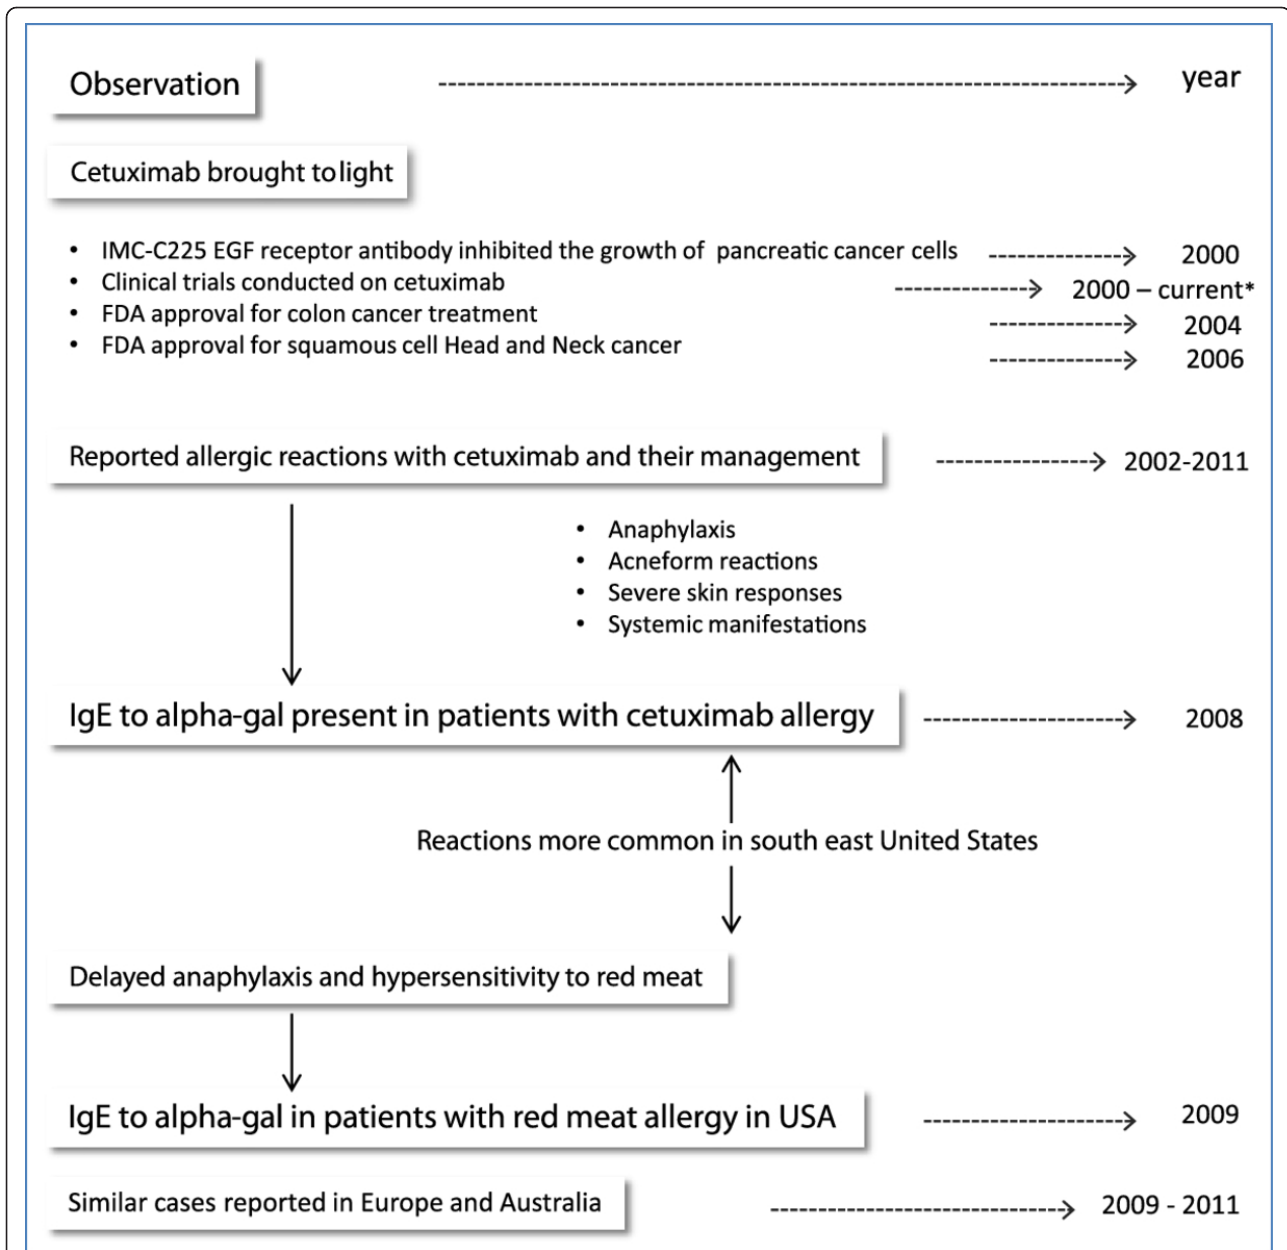 Observation year
Cetuximab brought to light
• IMC-C225 EGF receptor antibody inhibited the growth of pancreatic cancer cells 2000
• Clinical trials conducted on cetuximab 2000 – current*
• FDA approval for colon cancer treatment 2004
• FDA approval for squamous cell Head and Neck cancer 2006
Reported allergic reactions with cetuximab and their management 2002-2011
• Anaphylaxis
• Acneform reactions
• Severe skin responses
• Systemic manifestations
IgE to alpha-gal present in patients with cetuximab allergy 2008
Reactions more common in south east United States
Delayed anaphylaxis and hypersensitivity to red meat
IgE to alpha-gal in patients with red meat allergy in USA 2009
Similar cases reported in Europe and Australia 2009 - 2011